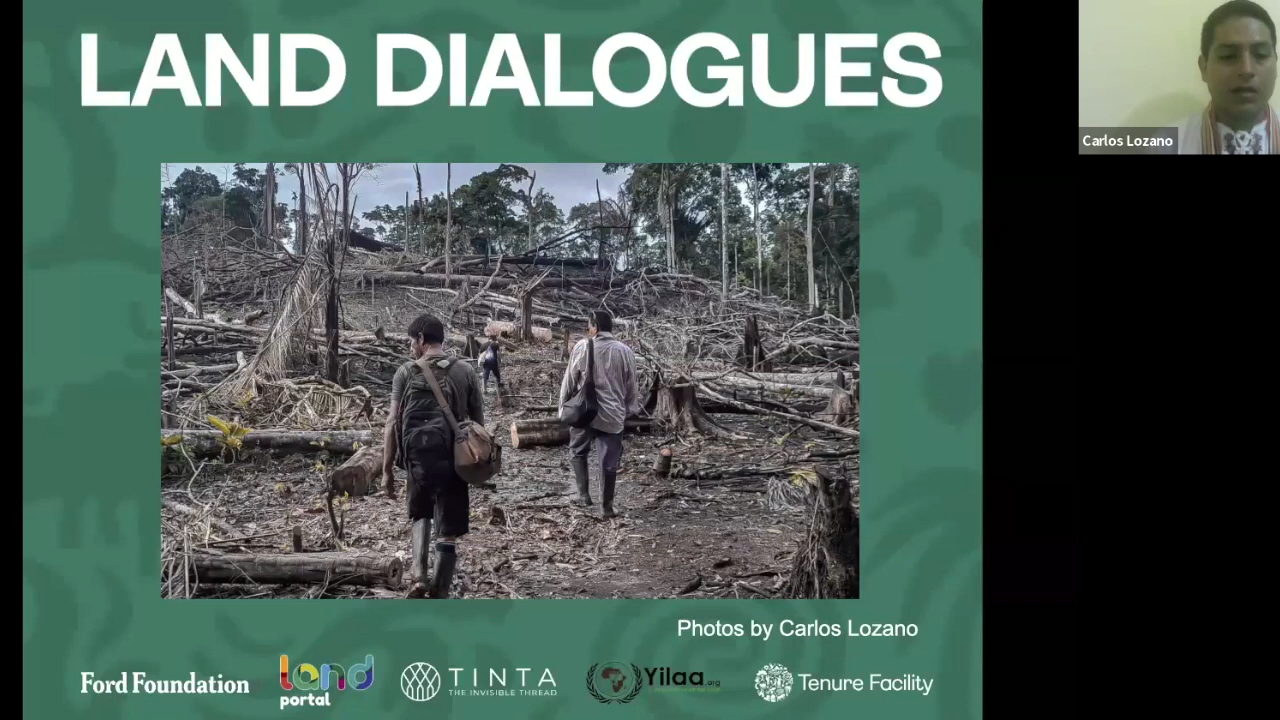 LAND DIALOGUES
Carlos Lozano
Photos by Carlos Lozano
Ford Foundation
land
portal
TINTA
THE INVISIBLE THREAD
Yilaa.org
Tenure Facility